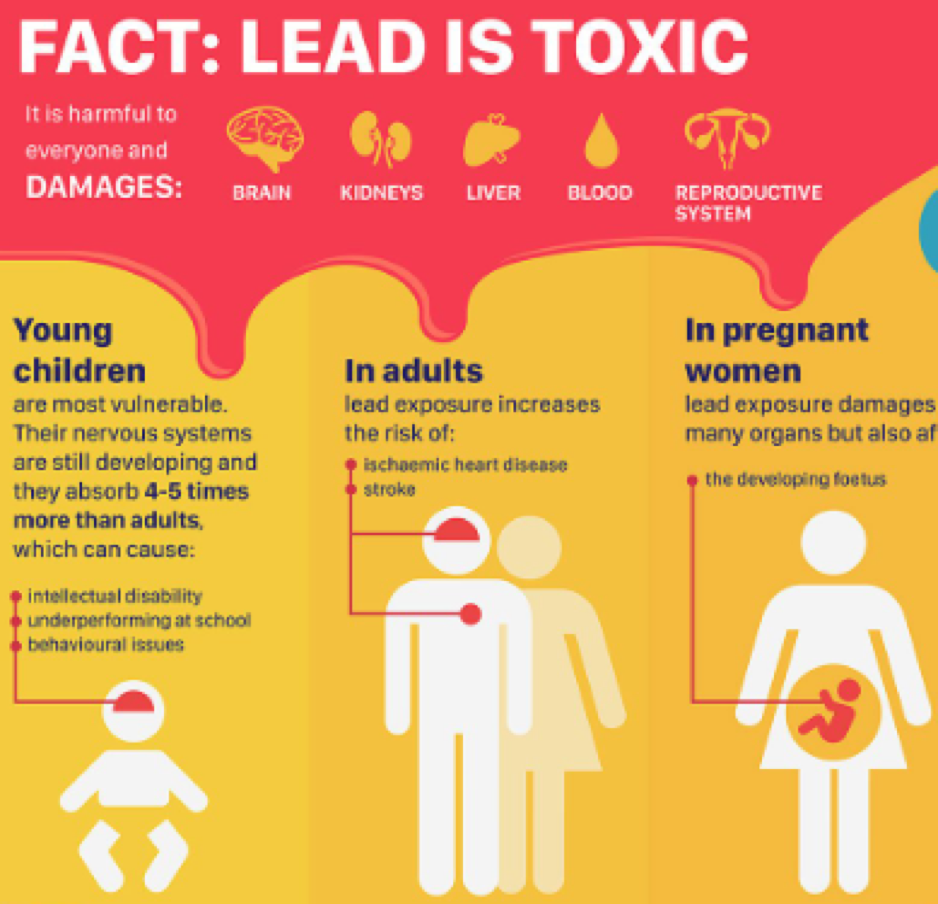 FACT: LEAD IS TOXIC
It is harmful to
everyone and
DAMAGES:
BRAIN
KIDNEYS
LIVER
BLOOD
REPRODUCTIVE
SYSTEM
Young
children
are most vulnerable.
Their nervous systems
are still developing and
they absorb 4-5 times
more than adults,
which can cause:
intellectual disability
underperforming at school
behavioural issues
In adults
lead exposure increases
the risk of:
ischaemic heart disease
stroke
In pregnant
women
lead exposure damages
many organs but also
the developing foetus